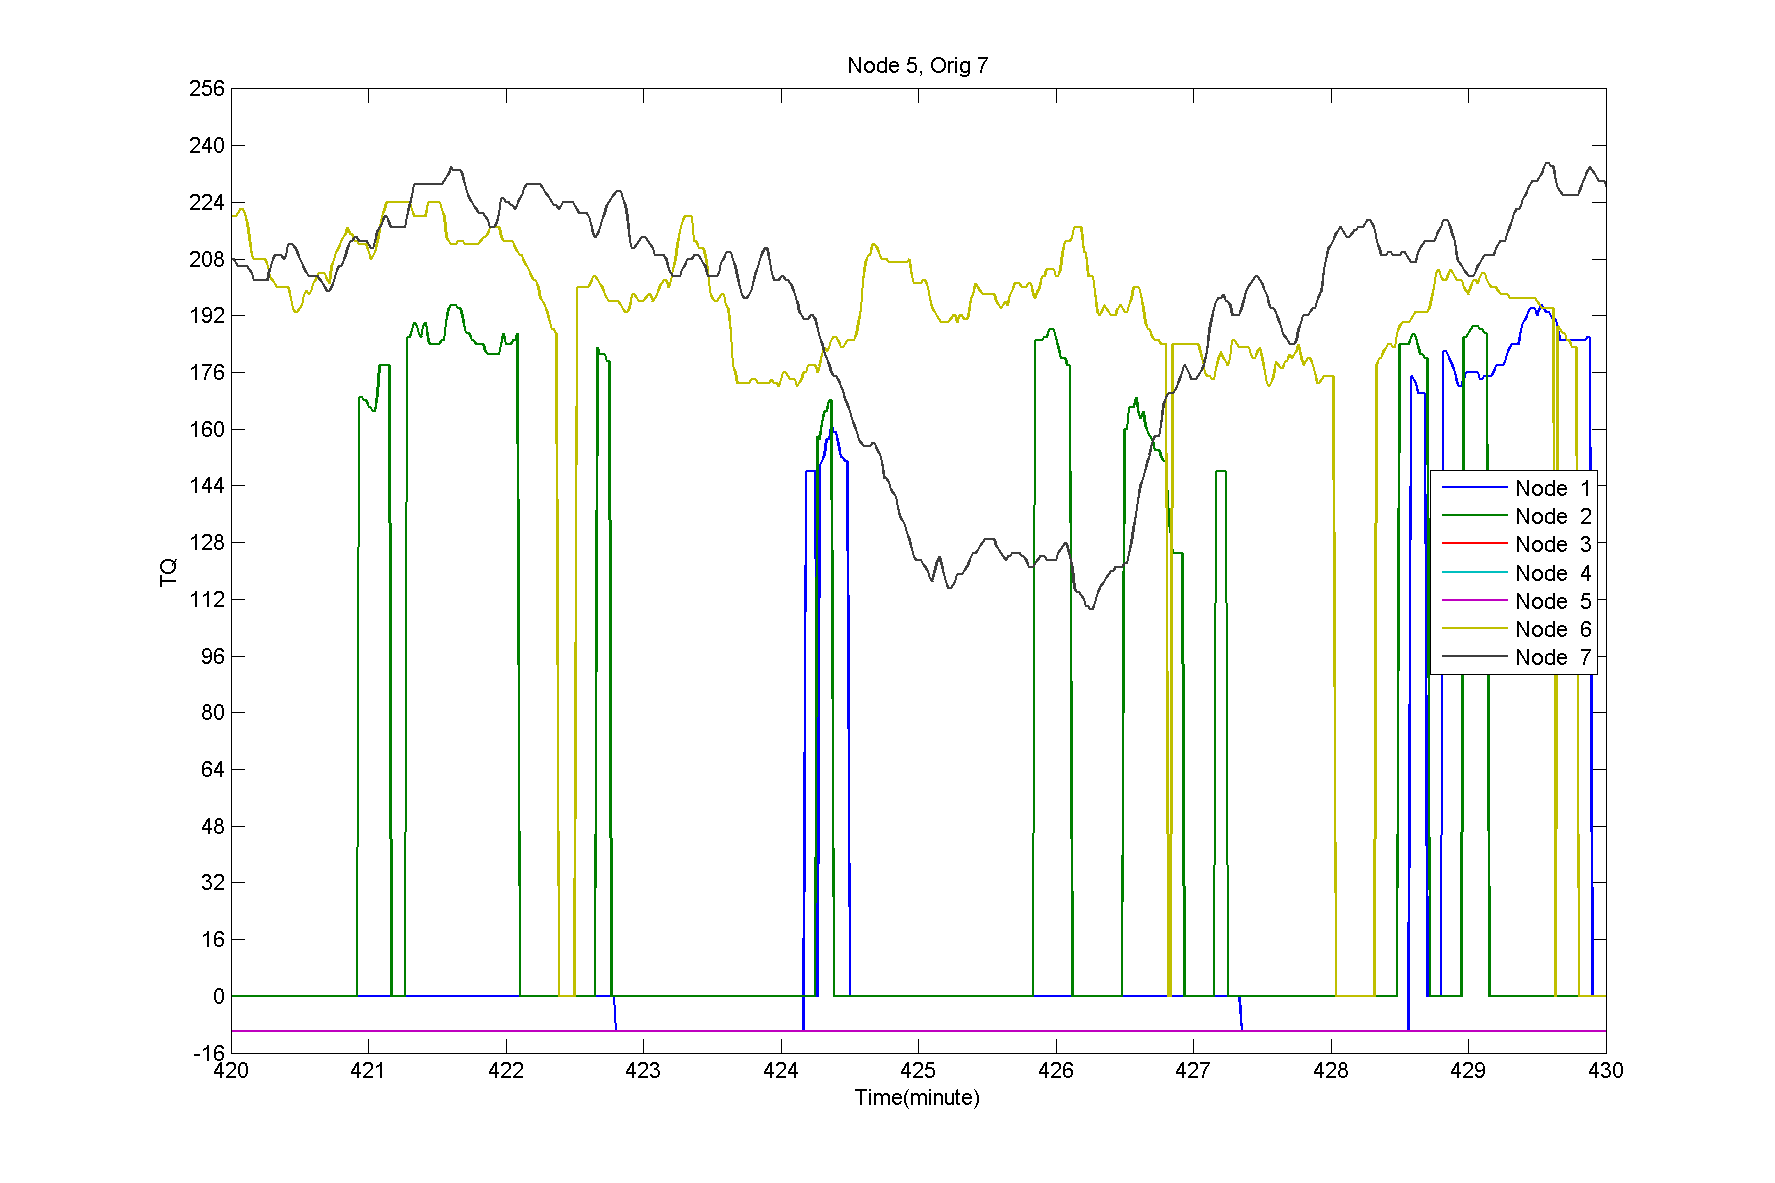 Node 5, Orig 7
256
240
224
208
192
176
160
144
128
112
96
80
64
48
32
16
0
-16
TQ
Node 1
Node 2
Node 3
Node 4
Node 5
Node 6
Node 7
420 421 422 423 424 425 426 427 428 429 430
Time(minute)